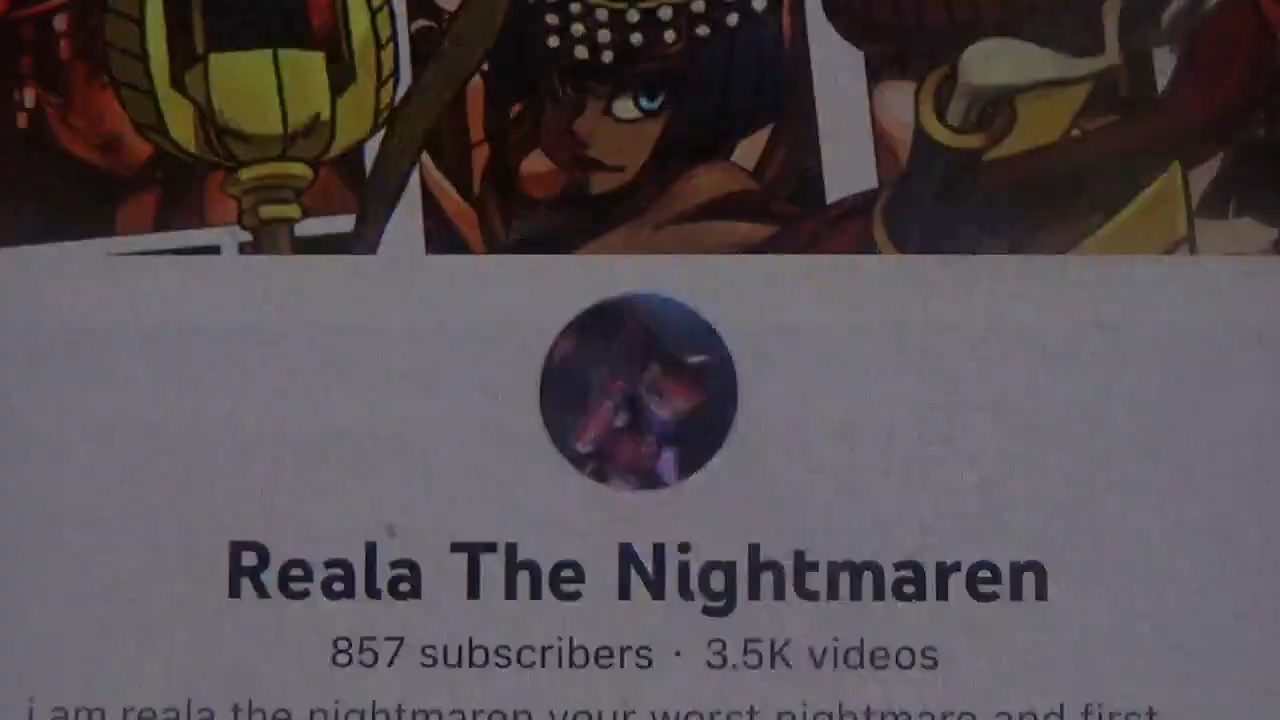 Reala The Nightmaren
857 subscribers · 3.5K videos
i am reala the nightmaren your worst nightmare and first